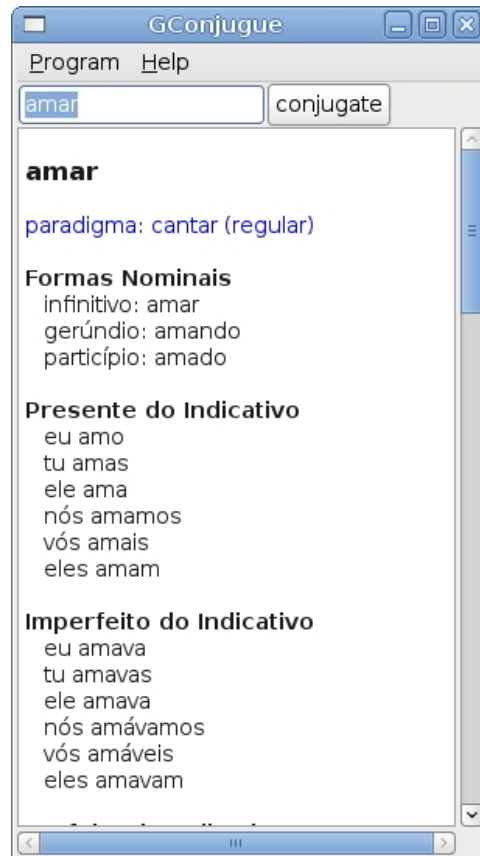 GConjugue
Program Help
amar conjugate
amar
paradigma: cantar (regular)
Formas Nominais
infinitivo: amar
gerúndio: amando
particípio: amado
Presente do Indicativo
eu amo
tu amas
ele ama
nós amamos
vós amais
eles amam
Imperfeito do Indicativo
eu amava
tu amavas
ele amava
nós amávamos
vós amáveis
eles amavam